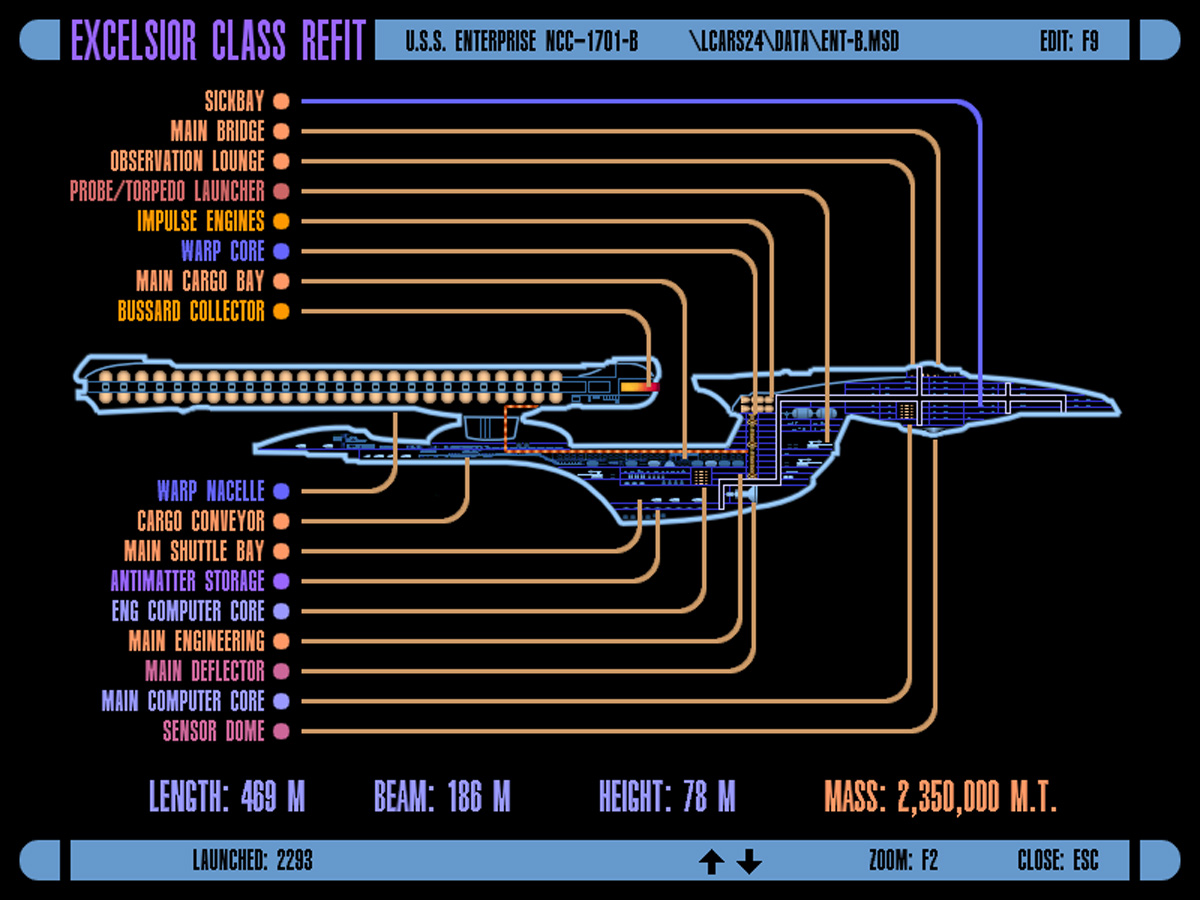 EXCELSIOR CLASS REFIT
U.S.S. ENTERPRISE NCC-1701-B
\LCARS24\DATA\ENT-B.MSD
EDIT: F9
SICKBAY
MAIN BRIDGE
OBSERVATION LOUNGE
PROBE/TORPEDO LAUNCHER
IMPULSE ENGINES
WARP CORE
MAIN CARGO BAY
BUSSARD COLLECTOR
WARP NACELLE
CARGO CONVEYOR
MAIN SHUTTLE BAY
ANTIMATTER STORAGE
ENG COMPUTER CORE
MAIN ENGINEERING
MAIN DEFLECTOR
MAIN COMPUTER CORE
SENSOR DOME
LENGTH: 469 M
BEAM: 186 M
HEIGHT: 78 M
MASS: 2,350,000 M.T.
LAUNCHED: 2293
ZOOM: F2
CLOSE: ESC